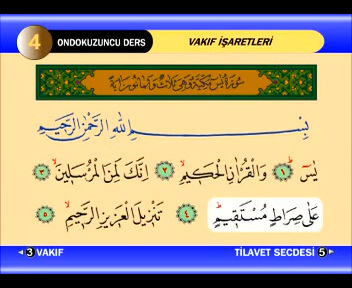 4 ONDOKUZUNCU DERS VAKIF İŞARETLERİ
سُورَةُ يٰسٓ مَكِّيَّةٌ وَهِيَ ثَلَاثٌ وَثَمَانُونَ اٰيَةً
بِسْمِ اللّٰهِ الرَّحْمٰنِ الرَّحِيمِ
يٰسٓ ﴿١﴾ وَالْقُرْاٰنِ الْحَكِيمِ ﴿٢﴾ اِنَّكَ لَمِنَ الْمُرْسَلِينَ ﴿٣﴾
عَلٰى صِرَاطٍ مُسْتَقِيمٍ ﴿٤﴾ تَنْزِيلَ الْعَزِيزِ الرَّحِيمِ ﴿٥﴾
3 VAKIF TİLAVET SECDESİ 5